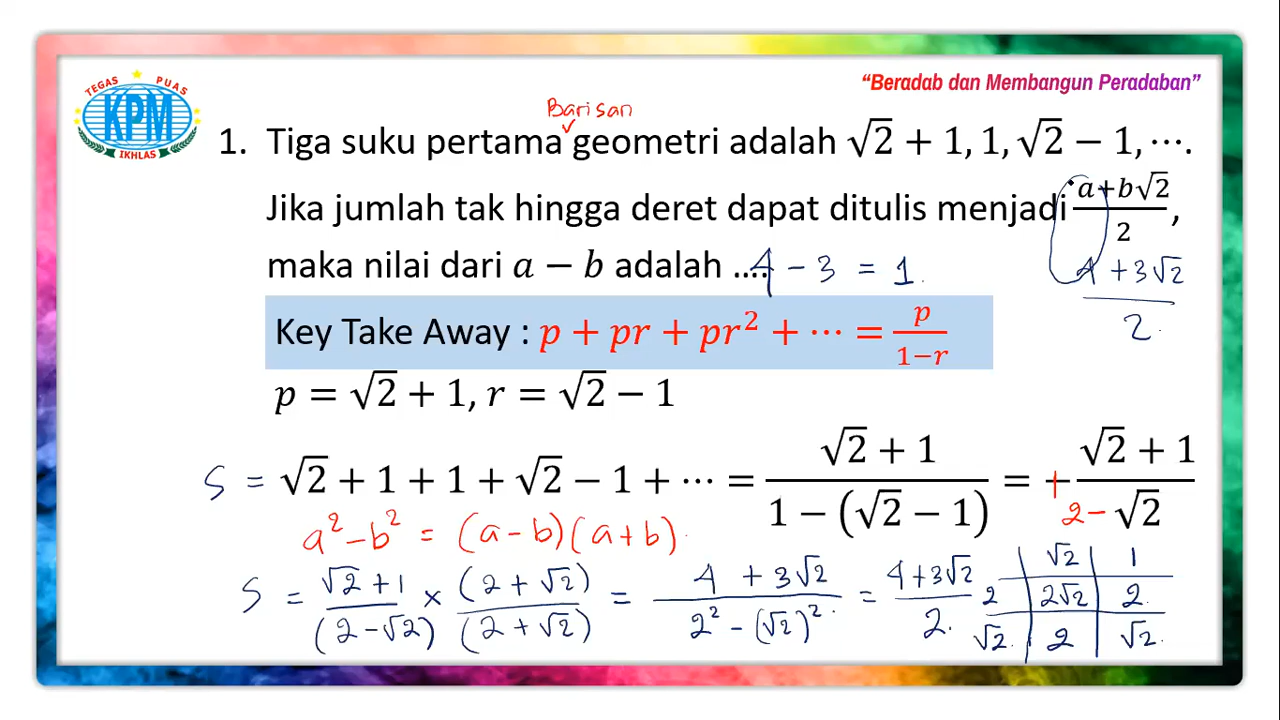 TEGAS PUAS
KPM
IKHLAS
“Beradab dan Membangun Peradaban”
Barisan
1. Tiga suku pertama ✓ geometri adalah √2 + 1, 1, √2 − 1, ⋯.
Jika jumlah tak hingga deret dapat ditulis menjadi (a+b√2)/2,
maka nilai dari a − b adalah .... 4 − 3 = 1.
(4 + 3√2)/2.
Key Take Away : p + pr + pr² + ⋯ = p/(1−r)
p = √2 + 1, r = √2 − 1
S = √2 + 1 + 1 + √2 − 1 + ⋯ = (√2 + 1)/(1 − (√2 − 1)) = + (√2 + 1)/(2 − √2)
a² − b² = (a − b)(a + b).
S = (√2 + 1)/(2 − √2) × (2 + √2)/(2 + √2) = (4 + 3√2)/(2² − (√2)².) = (4 + 3√2)/2.
√2 1
2 2√2 2.
√2. 2 √2.